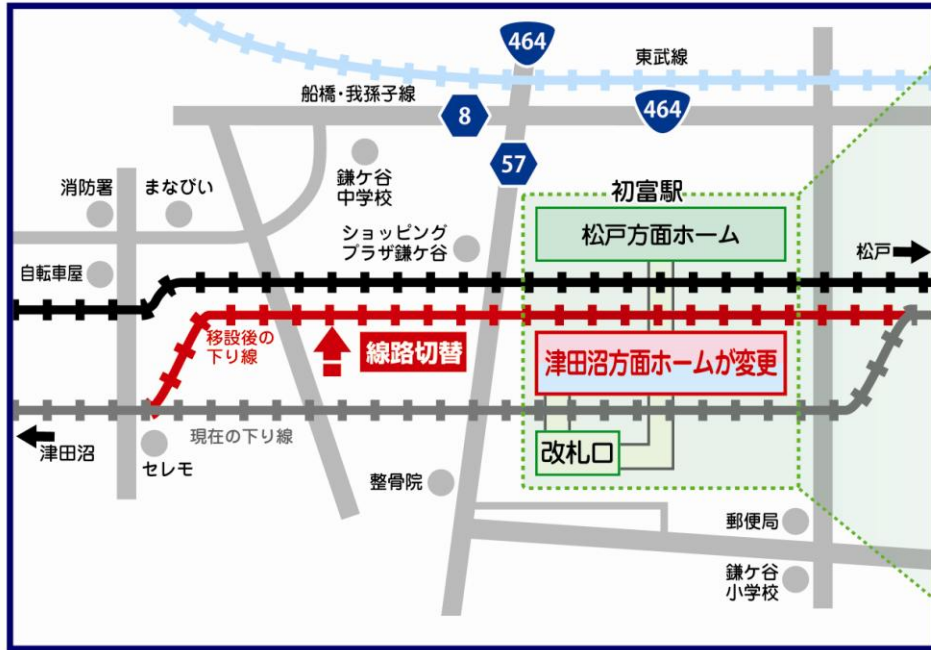 464
東武線
船橋・我孫子線
8
464
57
鎌ケ谷
中学校
消防署
まなびい
初富駅
ショッピング
プラザ鎌ケ谷
松戸方面ホーム
松戸
自転車屋
移設後の
下り線
線路切替
津田沼方面ホームが変更
現在の下り線
津田沼
セレモ
改札口
整骨院
郵便局
鎌ケ谷
小学校